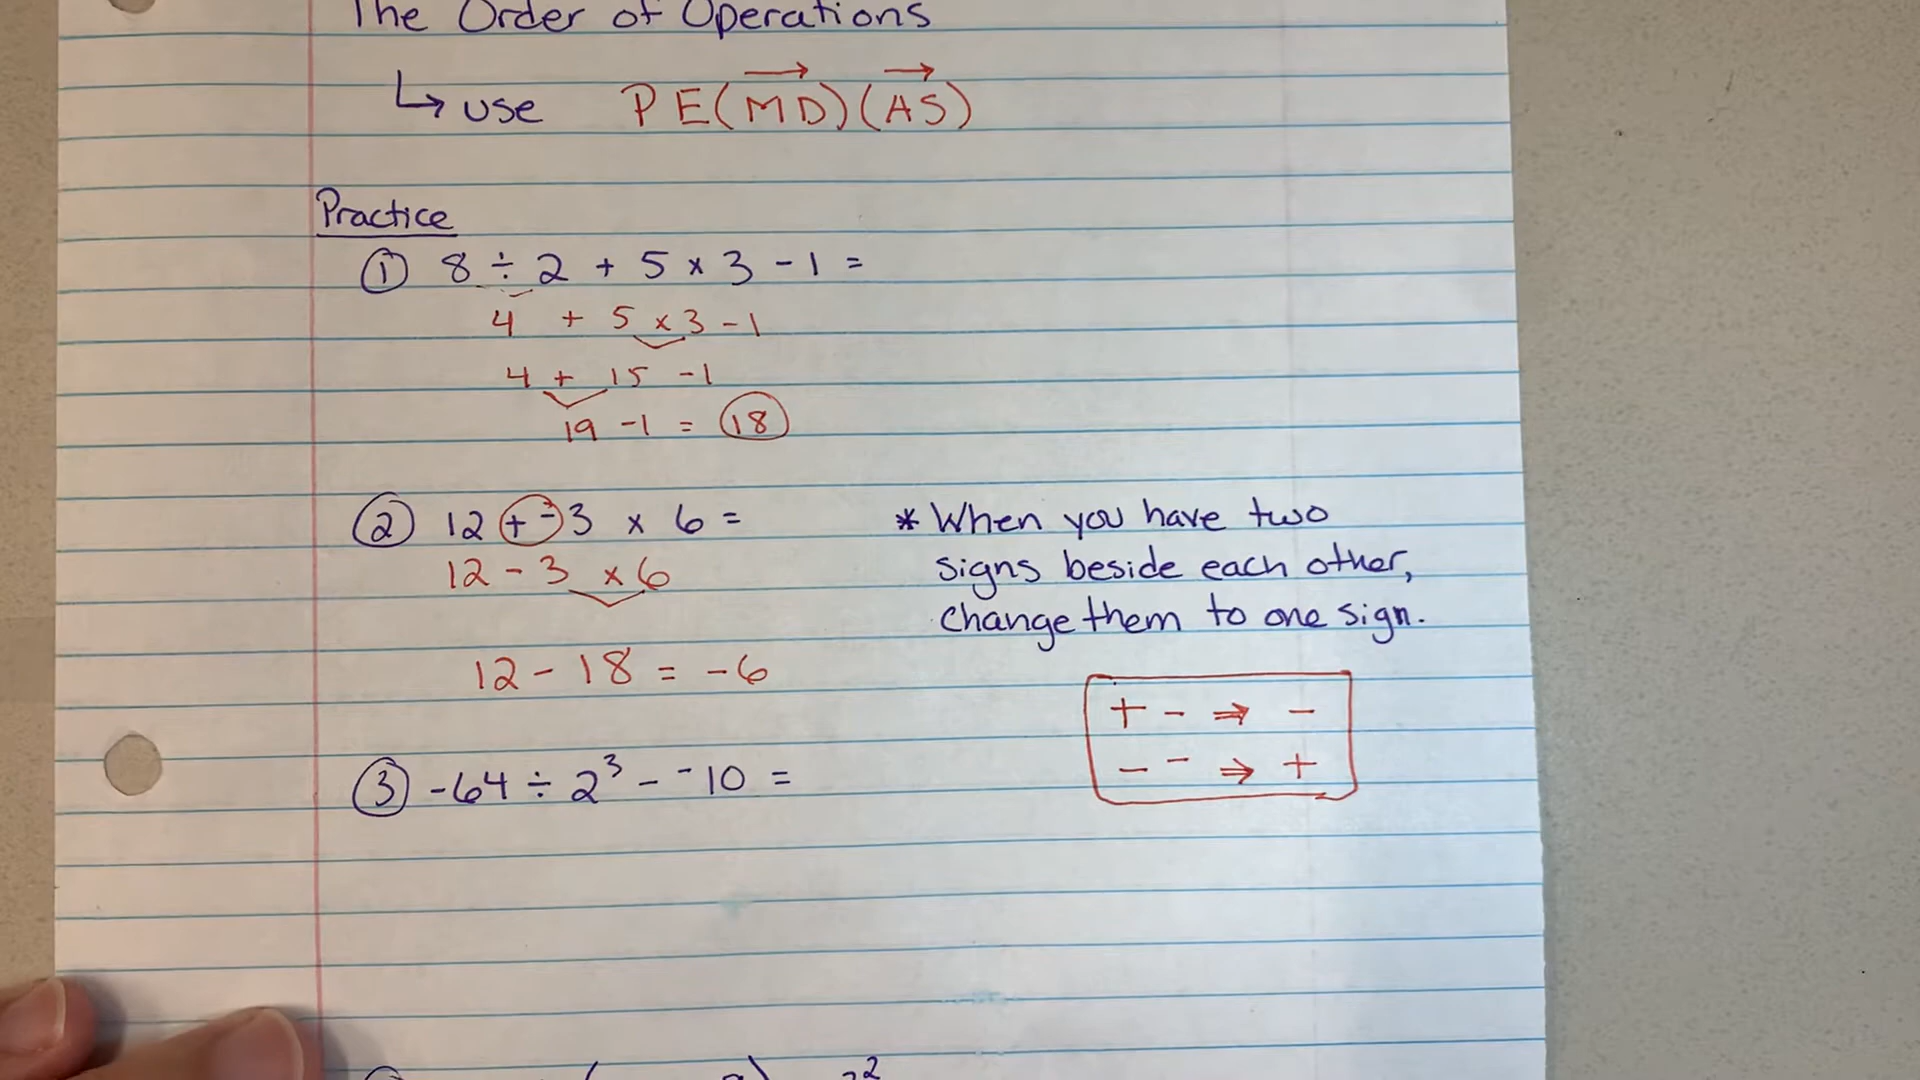 The Order of Operations
↳ use PE(MD)(AS)
Practice
① 8 ÷ 2 + 5 × 3 - 1 =
4 + 5 × 3 - 1
4 + 15 - 1
19 - 1 = 18
② 12 + -3 × 6 =
12 - 3 × 6
12 - 18 = -6
* When you have two
signs beside each other,
change them to one sign.
+ - ⇒ -
- - ⇒ +
③ -64 ÷ 2³ - -10 =